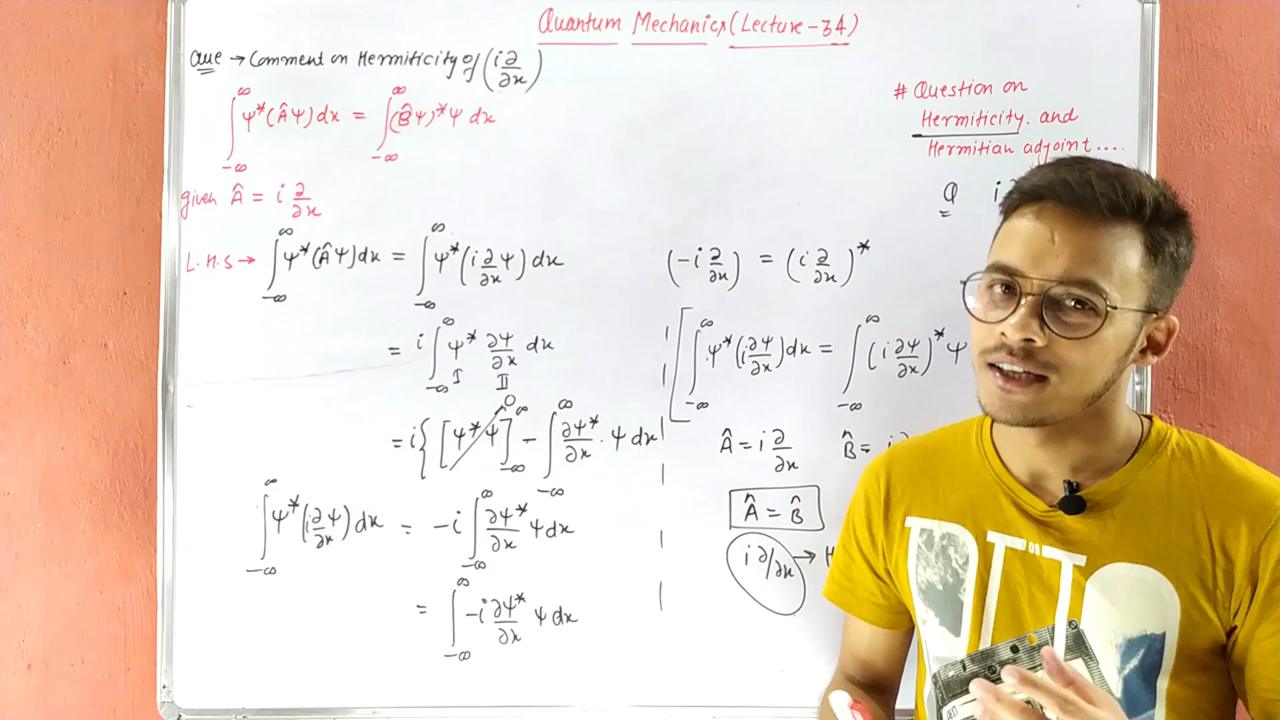 Quantum Mechanics (Lecture-34)
Que → Comment on Hermiticity of (i ∂/∂x)
∫_{-∞}^{∞} ψ*(Âψ) dx = ∫_{-∞}^{∞} (B̂ψ)*ψ dx
given Â = i ∂/∂x
L.H.S → ∫_{-∞}^{∞} ψ*(Âψ) dx = ∫_{-∞}^{∞} ψ*(i ∂/∂x ψ) dx
= i ∫_{-∞}^{∞} ψ* ∂ψ/∂x dx
I II
= i{[ψ*ψ]_{-∞}^{∞} 0 - ∫_{-∞}^{∞} ∂ψ*/∂x . ψ dx
∫_{-∞}^{∞} ψ*(i ∂/∂x ψ) dx = -i ∫_{-∞}^{∞} ∂ψ*/∂x ψ dx
= ∫_{-∞}^{∞} -i ∂ψ*/∂x ψ dx
# Question on
Hermiticity. and
Hermitian adjoint....
Q i
(-i ∂/∂x) = (i ∂/∂x)*
∫_{-∞}^{∞} ψ*(i ∂ψ/∂x) dx = ∫_{-∞}^{∞} (i ∂ψ/∂x)* ψ
Â = i ∂/∂x B̂ = i
Â = B̂
i ∂/∂x → H